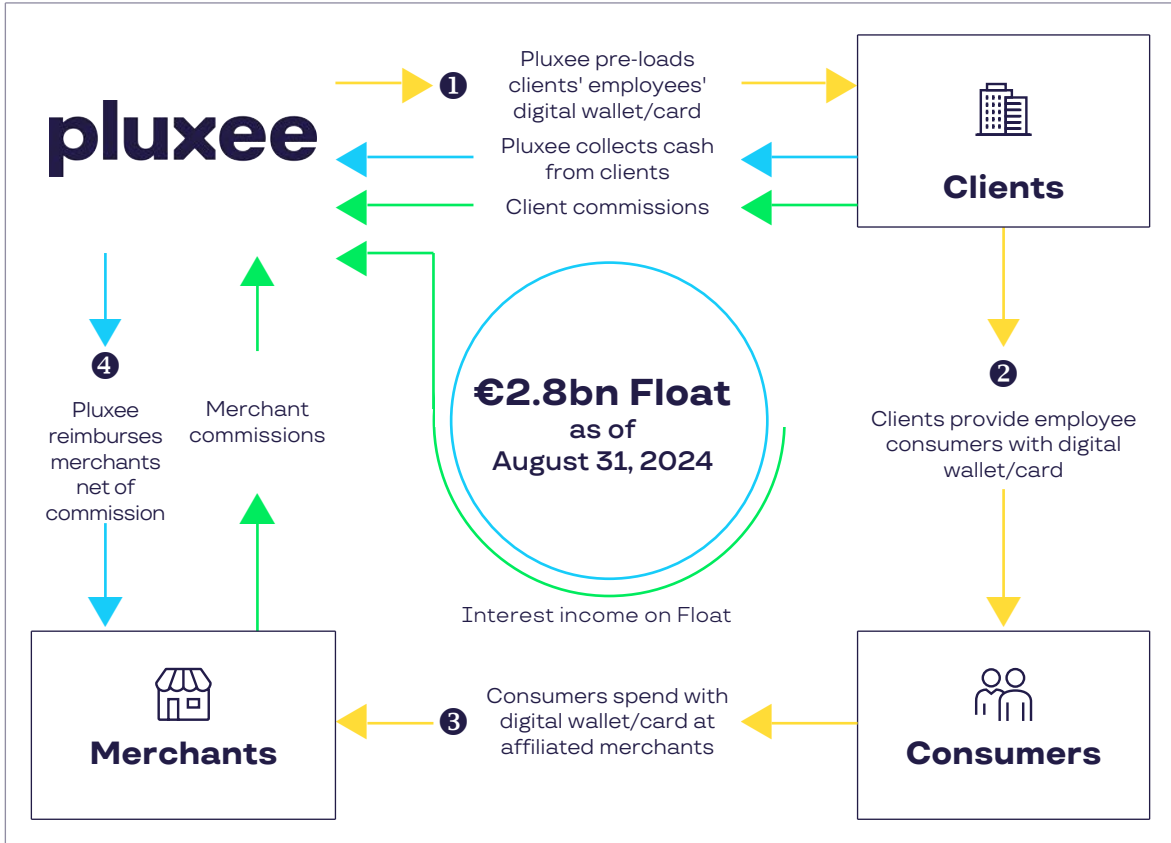 pluxee
❶
Pluxee pre-loads
clients' employees'
digital wallet/card
Pluxee collects cash
from clients
Client commissions
Clients
❷
Clients provide employee
consumers with digital
wallet/card
€2.8bn Float
as of
August 31, 2024
Interest income on Float
❹
Pluxee
reimburses
merchants
net of
commission
Merchant
commissions
Merchants
❸
Consumers spend with
digital wallet/card at
affiliated merchants
Consumers